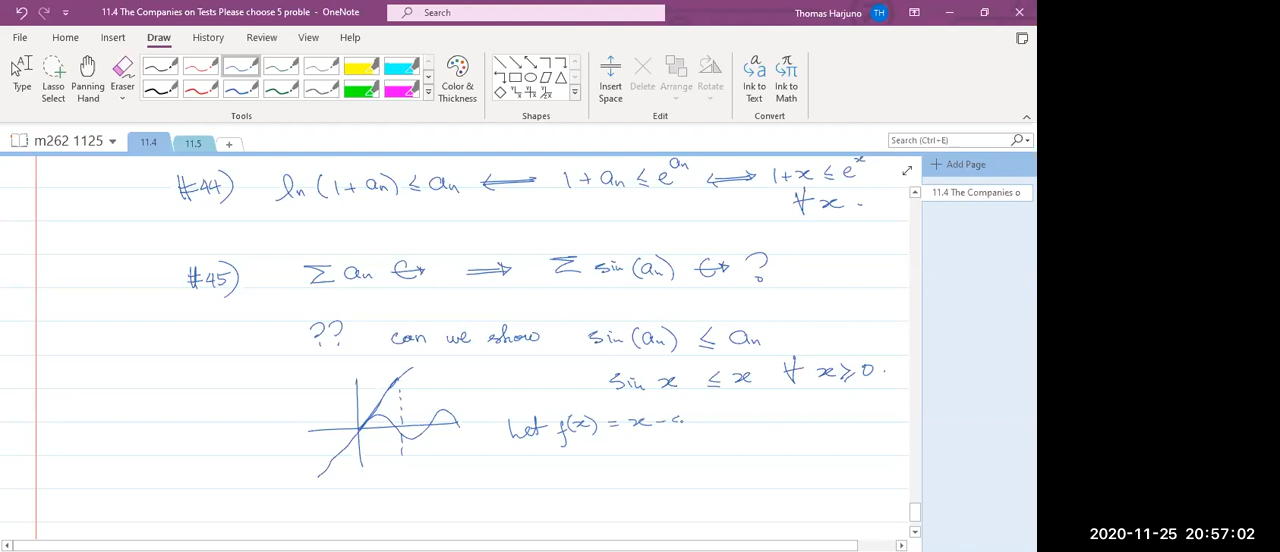 11.4 The Companies on Tests Please choose 5 proble - OneNote
Search
Thomas Harjuno TH
File Home Insert Draw History Review View Help
Type Lasso Select Panning Hand Eraser Color & Thickness Insert Space Delete Arrange Rotate Ink to Text Ink to Math
Tools Shapes Edit Convert
m262 1125 11.4 11.5 + Search (Ctrl+E)
Add Page
11.4 The Companies o
#44) ln(1+an) ≤ an ⟺ 1+an ≤ e^an ⟺ 1+x ≤ e^x
∀x.
#45) ∑ an ⟹ ∑ sin(an) ?
?? can we show sin(an) ≤ an
sin x ≤ x ∀ x ≥ 0.
Let f(x) = x -
2020-11-25 20:57:02